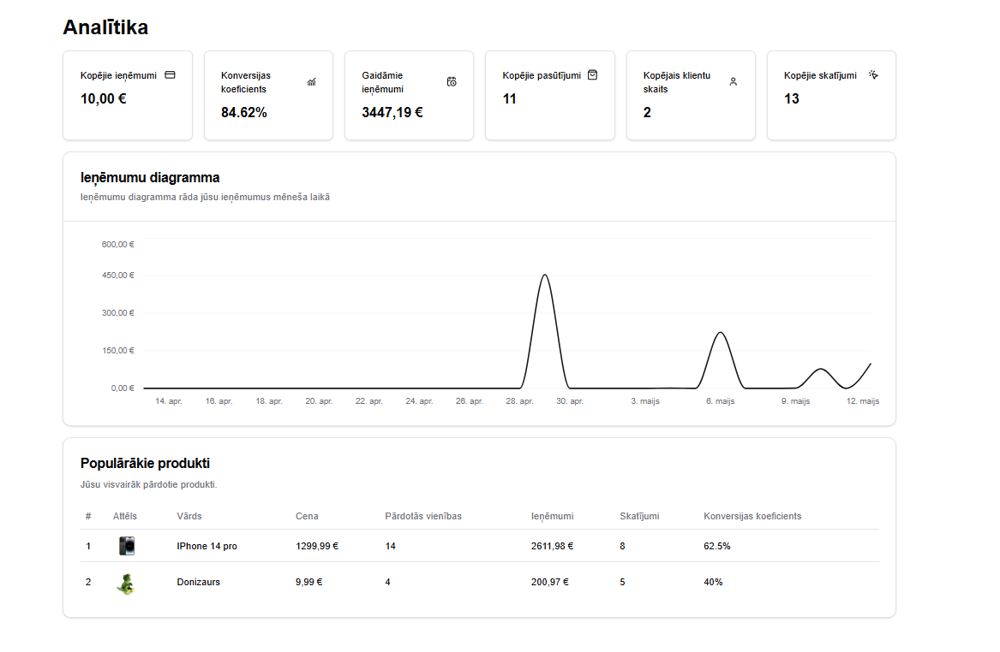 Analītika
Kopējie ieņēmumi
10,00 €
Konversijas
koeficients
84.62%
Gaidāmie
ieņēmumi
3447,19 €
Kopējie pasūtījumi
11
Kopējais klientu
skaits
2
Kopējie skatījumi
13
Ieņēmumu diagramma
Ieņēmumu diagramma rāda jūsu ieņēmumus mēneša laikā
600,00 €
450,00 €
300,00 €
150,00 €
0,00 €
14. apr. 16. apr. 18. apr. 20. apr. 22. apr. 24. apr. 26. apr. 28. apr. 30. apr. 3. maijs 6. maijs 9. maijs 12. maijs
Populārākie produkti
Jūsu visvairāk pārdotie produkti.
# Attēls Vārds Cena Pārdotās vienības Ieņēmumi Skatījumi Konversijas koeficients
1 IPhone 14 pro 1299,99 € 14 2611,98 € 8 62.5%
2 Donizaurs 9,99 € 4 200,97 € 5 40%